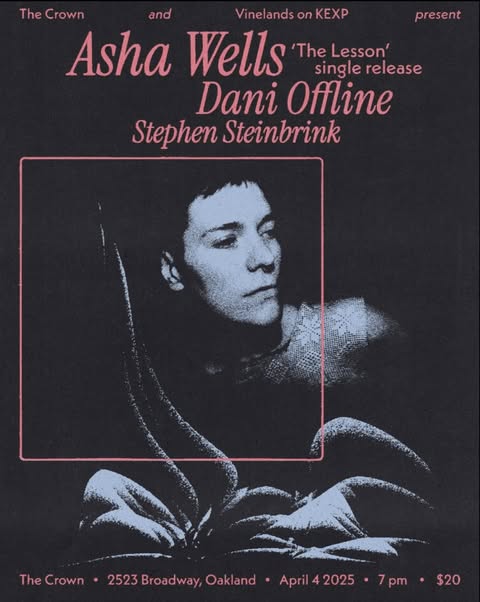 The Crown and Vinelands on KEXP present
Asha Wells 'The Lesson'
single release
Dani Offline
Stephen Steinbrink
The Crown • 2523 Broadway, Oakland • April 4 2025 • 7 pm • $20